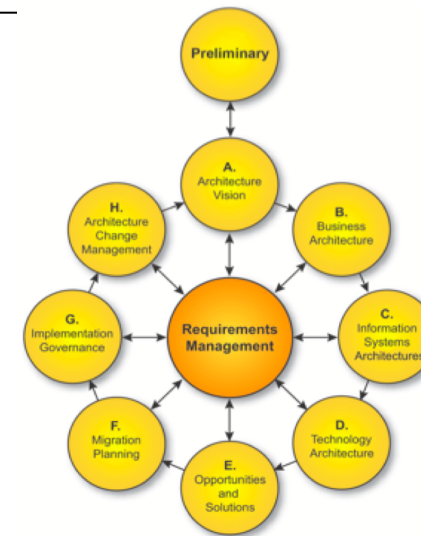 Preliminary
A.
Architecture
Vision
B.
Business
Architecture
C.
Information
Systems
Architectures
D.
Technology
Architecture
E.
Opportunities
and
Solutions
F.
Migration
Planning
G.
Implementation
Governance
H.
Architecture
Change
Management
Requirements
Management